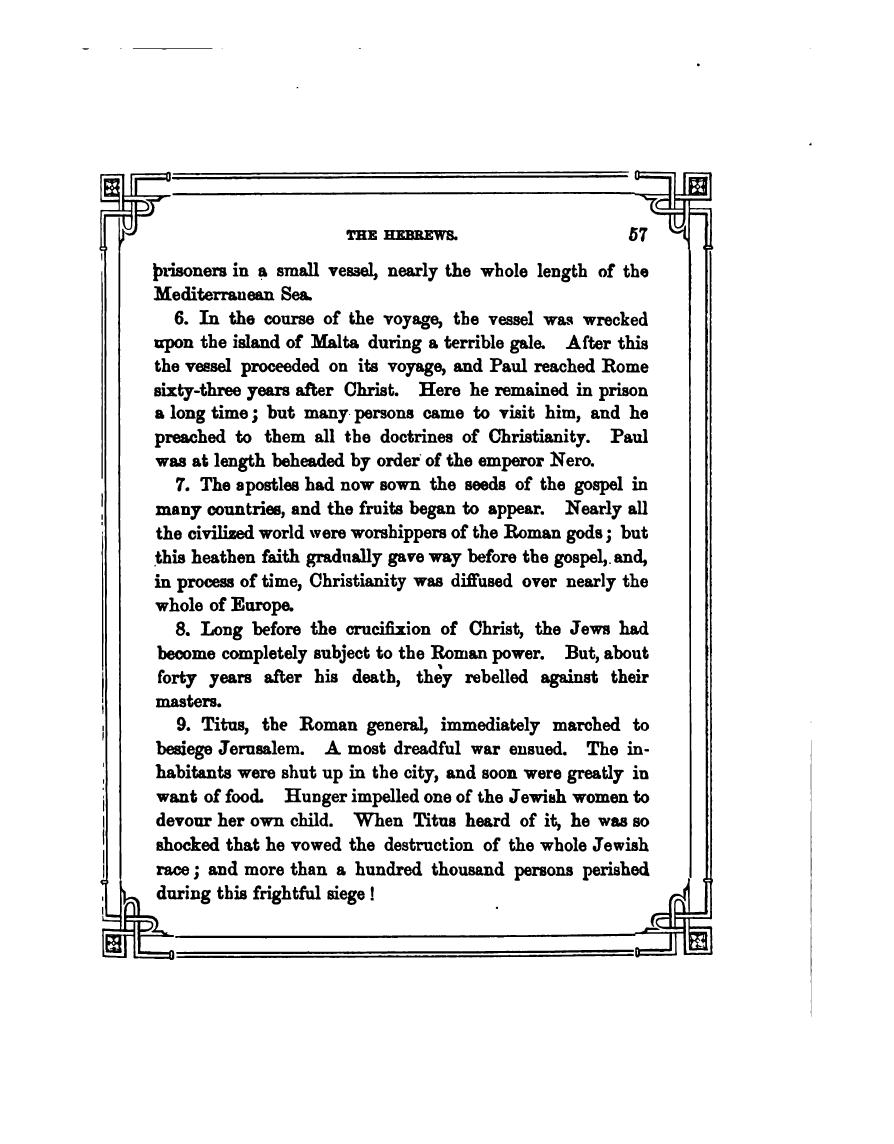 THE HEBREWS. 57
prisoners in a small vessel, nearly the whole length of the
Mediterranean Sea.
6. In the course of the voyage, the vessel was wrecked
upon the island of Malta during a terrible gale. After this
the vessel proceeded on its voyage, and Paul reached Rome
sixty-three years after Christ. Here he remained in prison
a long time; but many persons came to visit him, and he
preached to them all the doctrines of Christianity. Paul
was at length beheaded by order of the emperor Nero.
7. The apostles had now sown the seeds of the gospel in
many countries, and the fruits began to appear. Nearly all
the civilized world were worshippers of the Roman gods; but
this heathen faith gradually gave way before the gospel, and,
in process of time, Christianity was diffused over nearly the
whole of Europe.
8. Long before the crucifixion of Christ, the Jews had
become completely subject to the Roman power. But, about
forty years after his death, they rebelled against their
masters.
9. Titus, the Roman general, immediately marched to
besiege Jerusalem. A most dreadful war ensued. The in-
habitants were shut up in the city, and soon were greatly in
want of food. Hunger impelled one of the Jewish women to
devour her own child. When Titus heard of it, he was so
shocked that he vowed the destruction of the whole Jewish
race; and more than a hundred thousand persons perished
during this frightful siege!